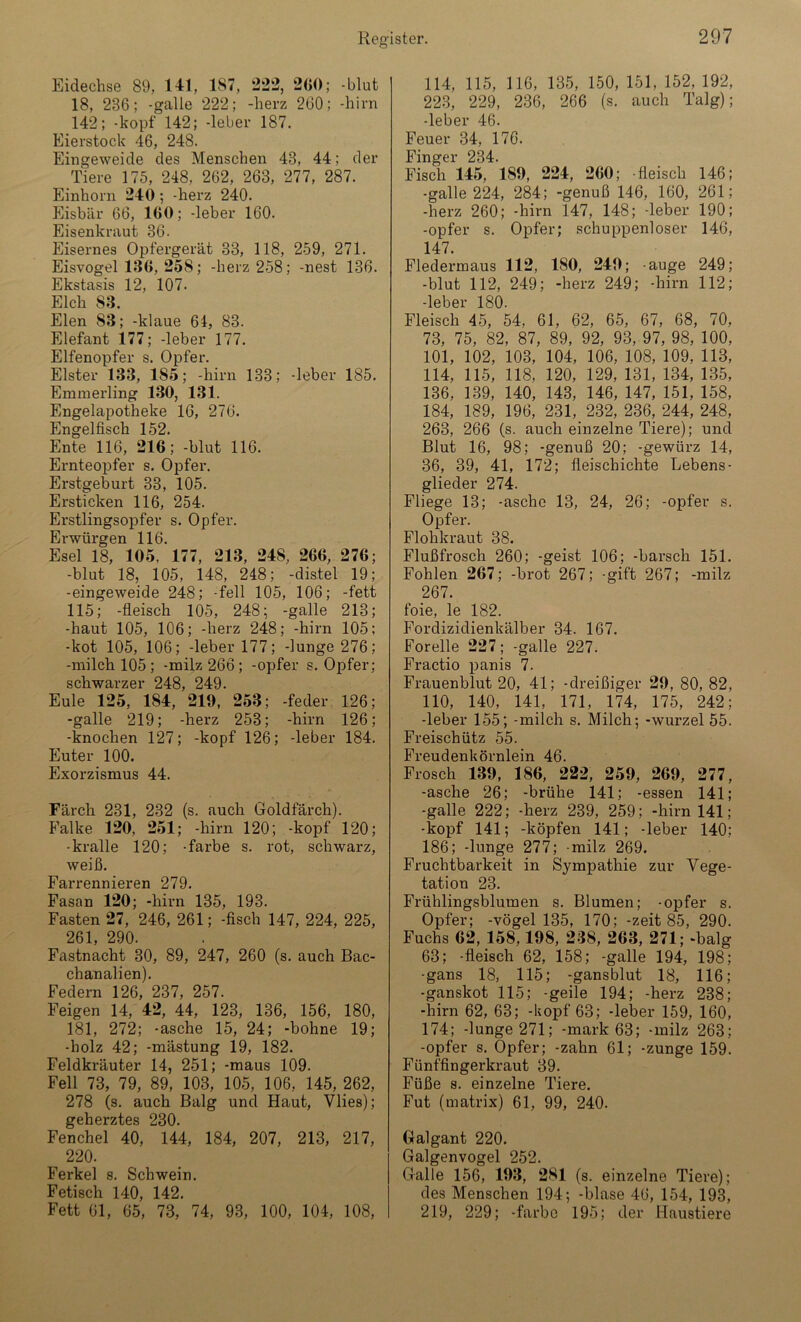 Register.
297
Eidechse 89, 141, 187, 222, 260; -blut
18, 236; -galle 222; -herz 260; -hirn
142; -kopf 142; -leber 187.
Eierstock 46, 248.
Eingeweide des Menschen 43, 44; der
Tiere 175, 248, 262, 263, 277, 287.
Einhorn 240; -herz 240.
Eisbär 66, 160; -leber 160.
Eisenkraut 36.
Eisernes Opfergerät 33, 118, 259, 271.
Eisvogel 136, 258; -herz 258; -nest 136.
Ekstasis 12, 107.
Elch 83.
Elen 83; -klaue 64, 83.
Elefant 177; -leber 177.
Elfenopfer s. Opfer.
Elster 133, 185; -hirn 133; -leber 185.
Emmerling 130, 131.
Engelapotheke 16, 276.
Engelfisch 152.
Ente 116, 216; -blut 116.
Ernteopfer s. Opfer.
Erstgeburt 33, 105.
Ersticken 116, 254.
Erstlingsopfer s. Opfer.
Erwürgen 116.
Esel 18, 105, 177, 213, 248, 266, 276;
-blut 18, 105, 148, 248; -distel 19;
-eingeweide 248; -fell 105, 106; -fett
115; -fleisch 105, 248; -galle 213;
-haut 105, 106; -herz 248; -hirn 105;
-kot 105, 106; -leber 177; -lunge 276;
-milch 105; -milz 266; -opfer s. Opfer;
schwarzer 248, 249.
Eule 125, 184, 219, 253; -feder 126;
-galle 219; -herz 253; -hirn 126;
-knochen 127; -kopf 126; -leber 184.
Euter 100.
Exorzismus 44.
Färch 231, 232 (s. auch Goldfärch).
Falke 120, 251; -hirn 120; -kopf 120;
-kralle 120; -farbe s. rot, schwarz,
weiß.
Farrennieren 279.
Fasan 120; -hirn 135, 193.
Fasten 27, 246, 261; -fisch 147, 224, 225,
261, 290.
Fastnacht 30, 89, 247, 260 (s. auch Bac-
chanalien).
Federn 126, 237, 257.
Feigen 14, 42, 44, 123, 136, 156, 180,
181, 272; -asche 15, 24; -bohne 19;
-holz 42; -mästung 19, 182.
Feldkräuter 14, 251; -maus 109.
Fell 73, 79, 89, 103, 105, 106, 145, 262,
278 (s. auch Balg und Haut, Vlies);
geherztes 230.
Fenchel 40, 144, 184, 207, 213, 217,
220.
Ferkel s. Schwein.
Fetisch 140, 142.
Fett 61, 65, 73, 74, 93, 100, 104, 108,
114, 115, 116, 135, 150, 151, 152, 192,
223, 229, 236, 266 (s. auch Talg);
-leber 46.
Feuer 34, 176.
Finger 234.
Fisch 145, 189, 224, 260; -fleisch 146;
-galle 224, 284; -genuß 146, 160, 261;
-herz 260; -hirn 147, 148; -leber 190;
-opfer s. Opfer; schuppenloser 146,
147.
Fledermaus 112, 180, 249; -auge 249;
-blut 112, 249; -herz 249; -hirn 112;
-leber 180.
Fleisch 45, 54, 61, 62, 65, 67, 68, 70,
73, 75, 82, 87, 89, 92, 93, 97, 98, 100,
101, 102, 103, 104, 106, 108, 109, 113,
114, 115, 118, 120, 129, 131, 134, 135,
136, 139, 140, 143, 146, 147, 151, 158,
184, 189, 196, 231, 232, 236, 244, 248,
263, 266 (s. auch einzelne Tiere); und
Blut 16, 98; -genuß 20; -gewürz 14,
36, 39, 41, 172; fleischichte Lebens-
glieder 274.
Fliege 13; -asche 13, 24, 26; -opfer s.
Opfer.
Flohkraut 38.
Flußfrosch 260; -geist 106; -barsch 151.
Fohlen 267; -brot 267; -gift 267; -milz
267.
foie, le 182.
Fordizidienkälber 34. 167.
Forelle 227; -galle 227.
Fractio panis 7.
Frauenblut 20, 41; -dreißiger 29, 80, 82,
110, 140, 141, 171, 174, 175, 242;
-leber 155; -milch s. Milch; -wurzel 55.
Freischütz 55.
Freudenkörnlein 46.
Frosch 139, 186, 222, 259, 269, 277,
-asche 26; -brühe 141; -essen 141;
-galle 222; -herz 239, 259; -hirn 141;
-kopf 141; -köpfen 141; -leber 140;
186; -lunge 277; -milz 269.
Fruchtbarkeit in Sympathie zur Vege-
tation 23.
Frühlingsblumen s. Blumen; -opfer s.
Opfer; -vögel 135, 170; -zeit 85, 290.
Fuchs 62, 158, 198, 238, 263, 271; -balg
63; -fleisch 62, 158; -galle 194, 198;
-gans 18, 115; -gansblut 18, 116;
-ganskot 115; -geile 194; -herz 238;
-hirn 62, 63; -kopf 63; -leber 159, 160,
174; -lunge 271; -mark 63; -milz 263;
-opfer s. Opfer; -zahn 61; -zunge 159.
Fünffingerkraut 39.
Füße s. einzelne Tiere.
Fut (matrix) 61, 99, 240.
Galgant 220.
Galgenvogel 252.
Galle 156, 193, 281 (s. einzelne Tiere);
des Menschen 194; -blase 46, 154, 193,
219, 229; -farbe 195; der Haustiere